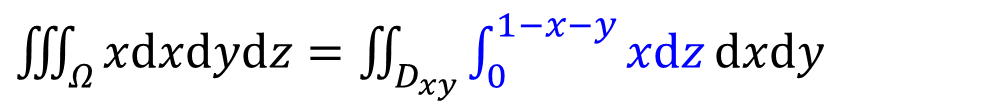 ∭_Ω xdxdydz = ∬_{D_{xy}} ∫_0^{1−x−y} xdz dxdy